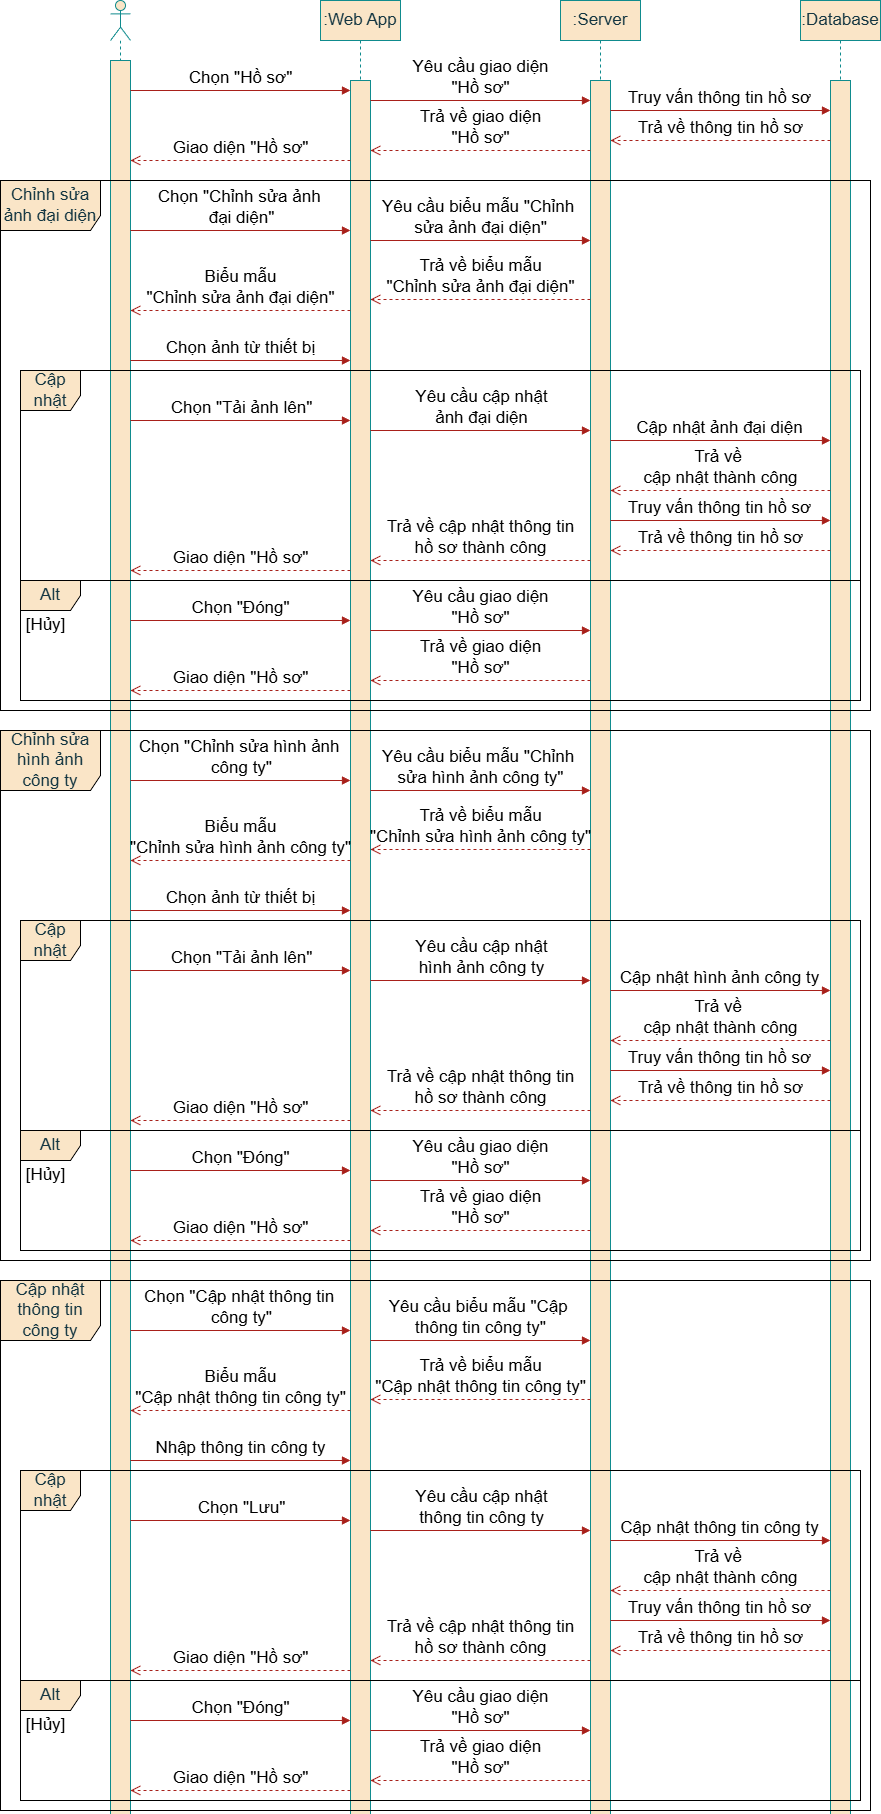 :Web App
:Server
:Database
Chọn "Hồ sơ"
Yêu cầu giao diện
"Hồ sơ"
Truy vấn thông tin hồ sơ
Trả về thông tin hồ sơ
Trả về giao diện
"Hồ sơ"
Giao diện "Hồ sơ"
Chỉnh sửa
ảnh đại diện
Chọn "Chỉnh sửa ảnh
đại diện"
Yêu cầu biểu mẫu "Chỉnh
sửa ảnh đại diện"
Trả về biểu mẫu
"Chỉnh sửa ảnh đại diện"
Biểu mẫu
"Chỉnh sửa ảnh đại diện"
Chọn ảnh từ thiết bị
Cập
nhật
Chọn "Tải ảnh lên"
Yêu cầu cập nhật
ảnh đại diện
Cập nhật ảnh đại diện
Trả về
cập nhật thành công
Truy vấn thông tin hồ sơ
Trả về thông tin hồ sơ
Trả về cập nhật thông tin
hồ sơ thành công
Giao diện "Hồ sơ"
Alt
[Hủy]
Chọn "Đóng"
Yêu cầu giao diện
"Hồ sơ"
Trả về giao diện
"Hồ sơ"
Giao diện "Hồ sơ"
Chỉnh sửa
hình ảnh
công ty
Chọn "Chỉnh sửa hình ảnh
công ty"
Yêu cầu biểu mẫu "Chỉnh
sửa hình ảnh công ty"
Trả về biểu mẫu
"Chỉnh sửa hình ảnh công ty"
Biểu mẫu
"Chỉnh sửa hình ảnh công ty"
Chọn ảnh từ thiết bị
Cập
nhật
Chọn "Tải ảnh lên"
Yêu cầu cập nhật
hình ảnh công ty
Cập nhật hình ảnh công ty
Trả về
cập nhật thành công
Truy vấn thông tin hồ sơ
Trả về thông tin hồ sơ
Trả về cập nhật thông tin
hồ sơ thành công
Giao diện "Hồ sơ"
Alt
[Hủy]
Chọn "Đóng"
Yêu cầu giao diện
"Hồ sơ"
Trả về giao diện
"Hồ sơ"
Giao diện "Hồ sơ"
Cập nhật
thông tin
công ty
Chọn "Cập nhật thông tin
công ty"
Yêu cầu biểu mẫu "Cập
thông tin công ty"
Trả về biểu mẫu
"Cập nhật thông tin công ty"
Biểu mẫu
"Cập nhật thông tin công ty"
Nhập thông tin công ty
Cập
nhật
Chọn "Lưu"
Yêu cầu cập nhật
thông tin công ty
Cập nhật thông tin công ty
Trả về
cập nhật thành công
Truy vấn thông tin hồ sơ
Trả về thông tin hồ sơ
Trả về cập nhật thông tin
hồ sơ thành công
Giao diện "Hồ sơ"
Alt
[Hủy]
Chọn "Đóng"
Yêu cầu giao diện
"Hồ sơ"
Trả về giao diện
"Hồ sơ"
Giao diện "Hồ sơ"